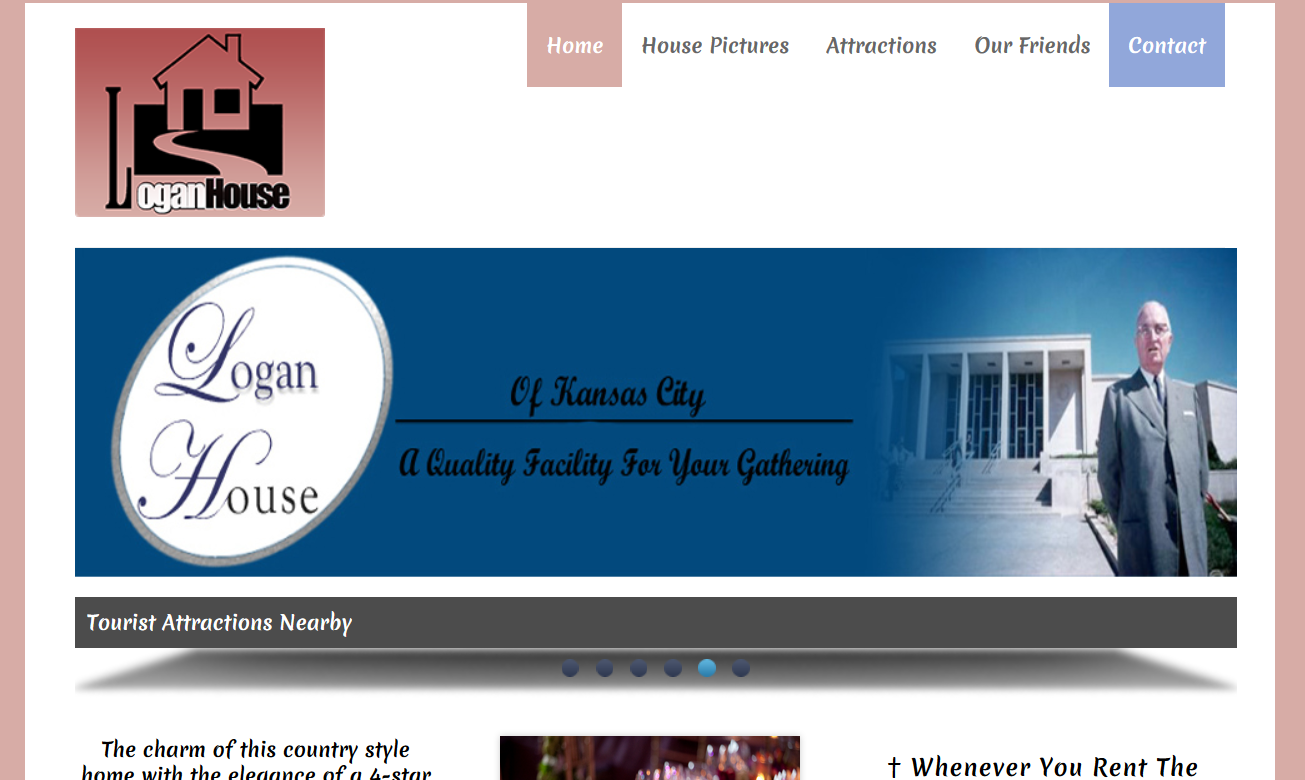 Home House Pictures Attractions Our Friends Contact
LoganHouse
Logan
House
Of Kansas City
A Quality Facility For Your Gathering
Tourist Attractions Nearby
The charm of this country style
home with the elegance of a 4-star
† Whenever You Rent The